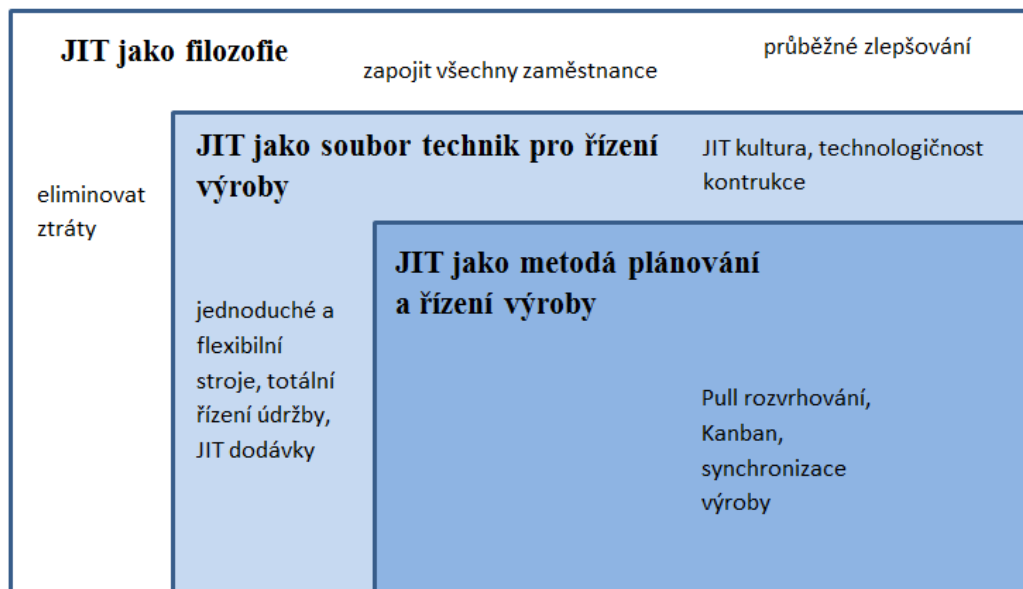 JIT jako filozofie
zapojit všechny zaměstnance
průběžné zlepšování
eliminovat
ztráty
JIT jako soubor technik pro řízení
výroby
JIT kultura, technologičnost
kontrukce
jednoduché a
flexibilní
stroje, totální
řízení údržby,
JIT dodávky
JIT jako metodá plánování
a řízení výroby
Pull rozvrhování,
Kanban,
synchronizace
výroby